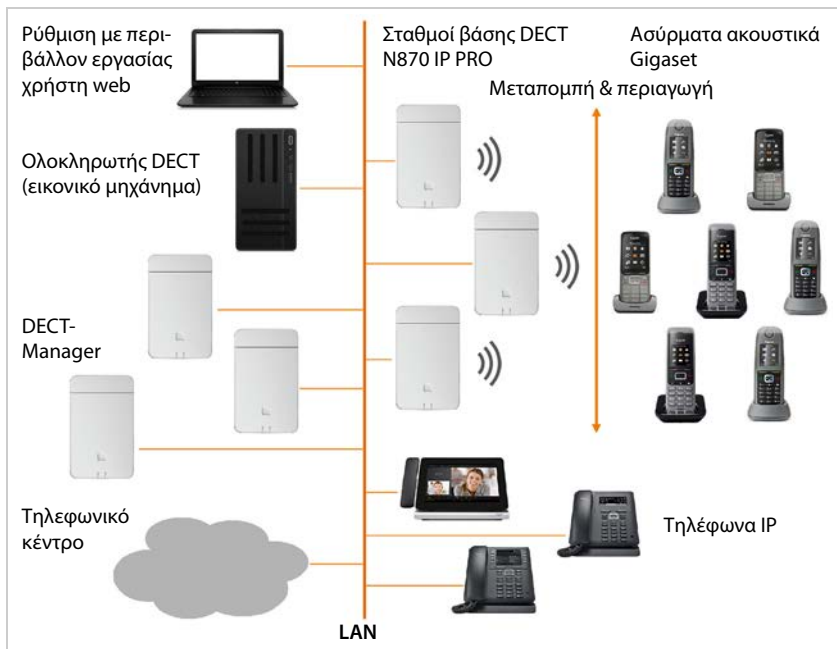 Ρύθμιση με περι-
βάλλον εργασίας
χρήστη web
Σταθμοί βάσης DECT
N870 IP PRO
Ασύρματα ακουστικά
Gigaset
Μεταπομπή & περιαγωγή
Ολοκληρωτής DECT
(εικονικό μηχάνημα)
DECT-
Manager
Τηλεφωνικό
κέντρο
Τηλέφωνα IP
LAN